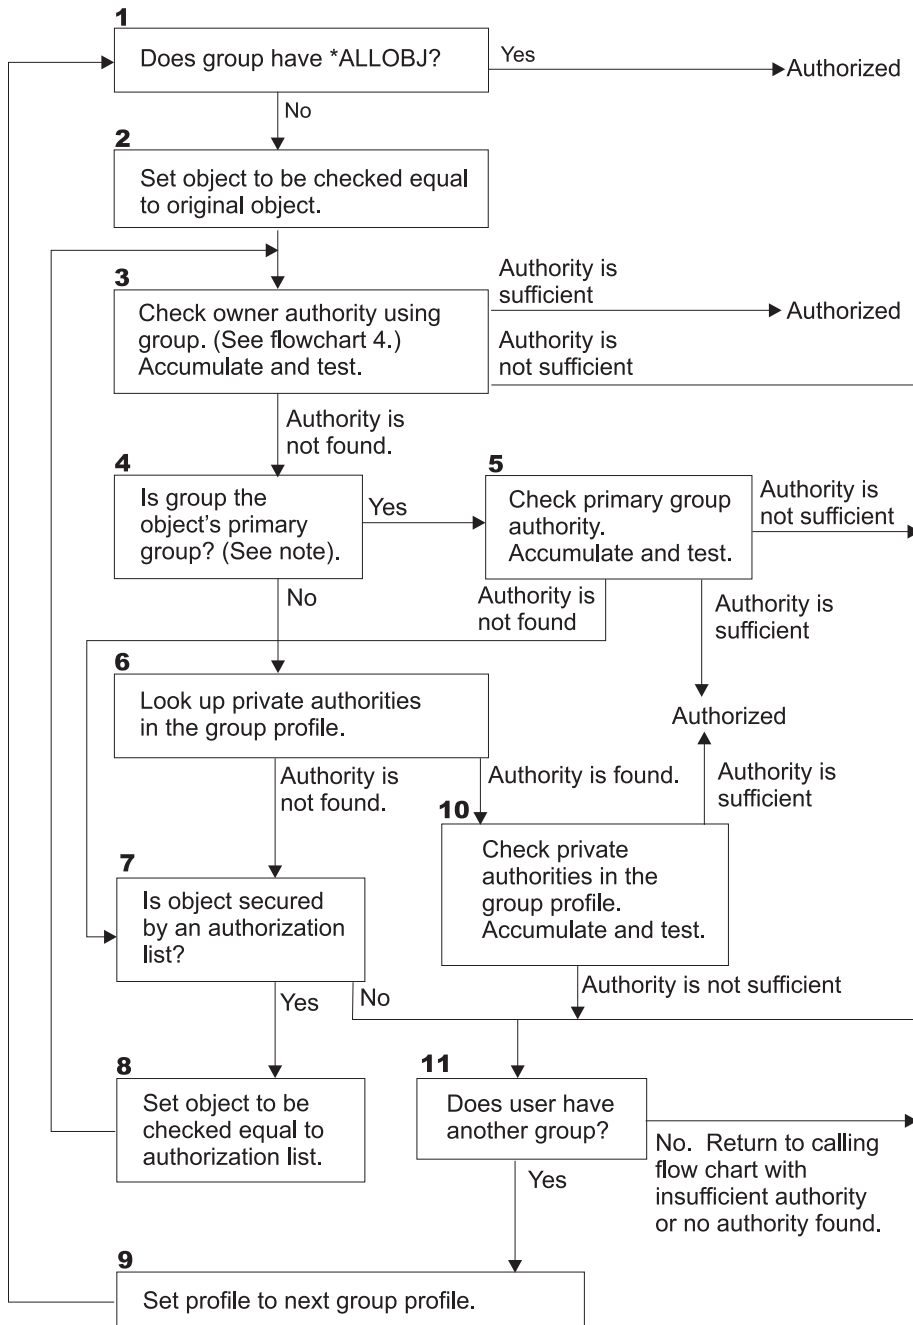 1
Does group have *ALLOBJ?
Yes
Authorized
No
2
Set object to be checked equal
to original object.
3
Check owner authority using
group. (See flowchart 4.)
Accumulate and test.
Authority is
sufficient
Authorized
Authority is
not sufficient
Authority is
not found.
4
Is group the
object's primary
group? (See note).
Yes
5
Check primary group
authority.
Accumulate and test.
Authority is
not sufficient
No
Authority is
not found
Authority is
sufficient
6
Look up private authorities
in the group profile.
Authorized
Authority is
not found.
Authority is found.
Authority is
sufficient
10
Check private
authorities in the
group profile.
Accumulate and test.
7
Is object secured
by an authorization
list?
Yes
No
Authority is not sufficient
8
Set object to be
checked equal to
authorization list.
11
Does user have
another group?
No. Return to calling
flow chart with
insufficient authority
or no authority found.
Yes
9
Set profile to next group profile.